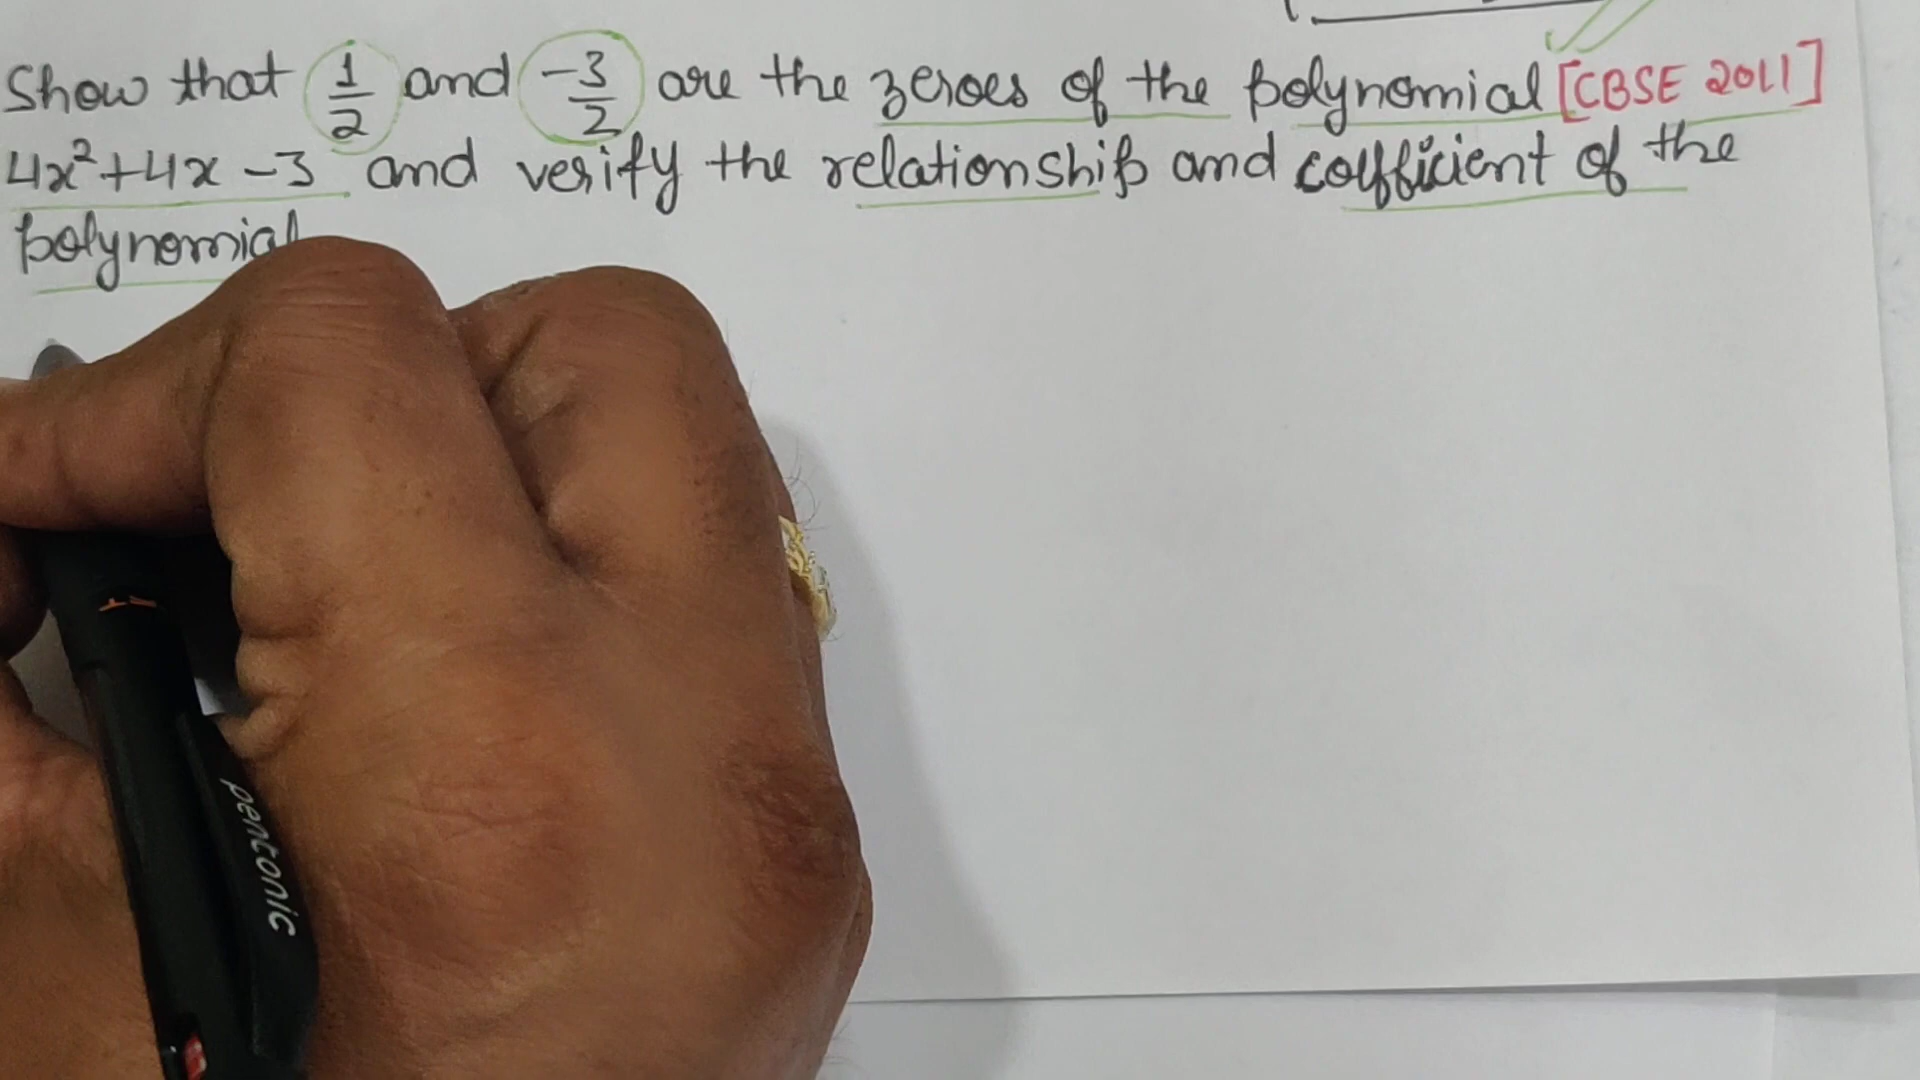 Show that 1/2 and -3/2 are the zeroes of the polynomial [CBSE 2011]
4x²+4x-3 and verify the relationship and coefficient of the
polynomial
pentonic